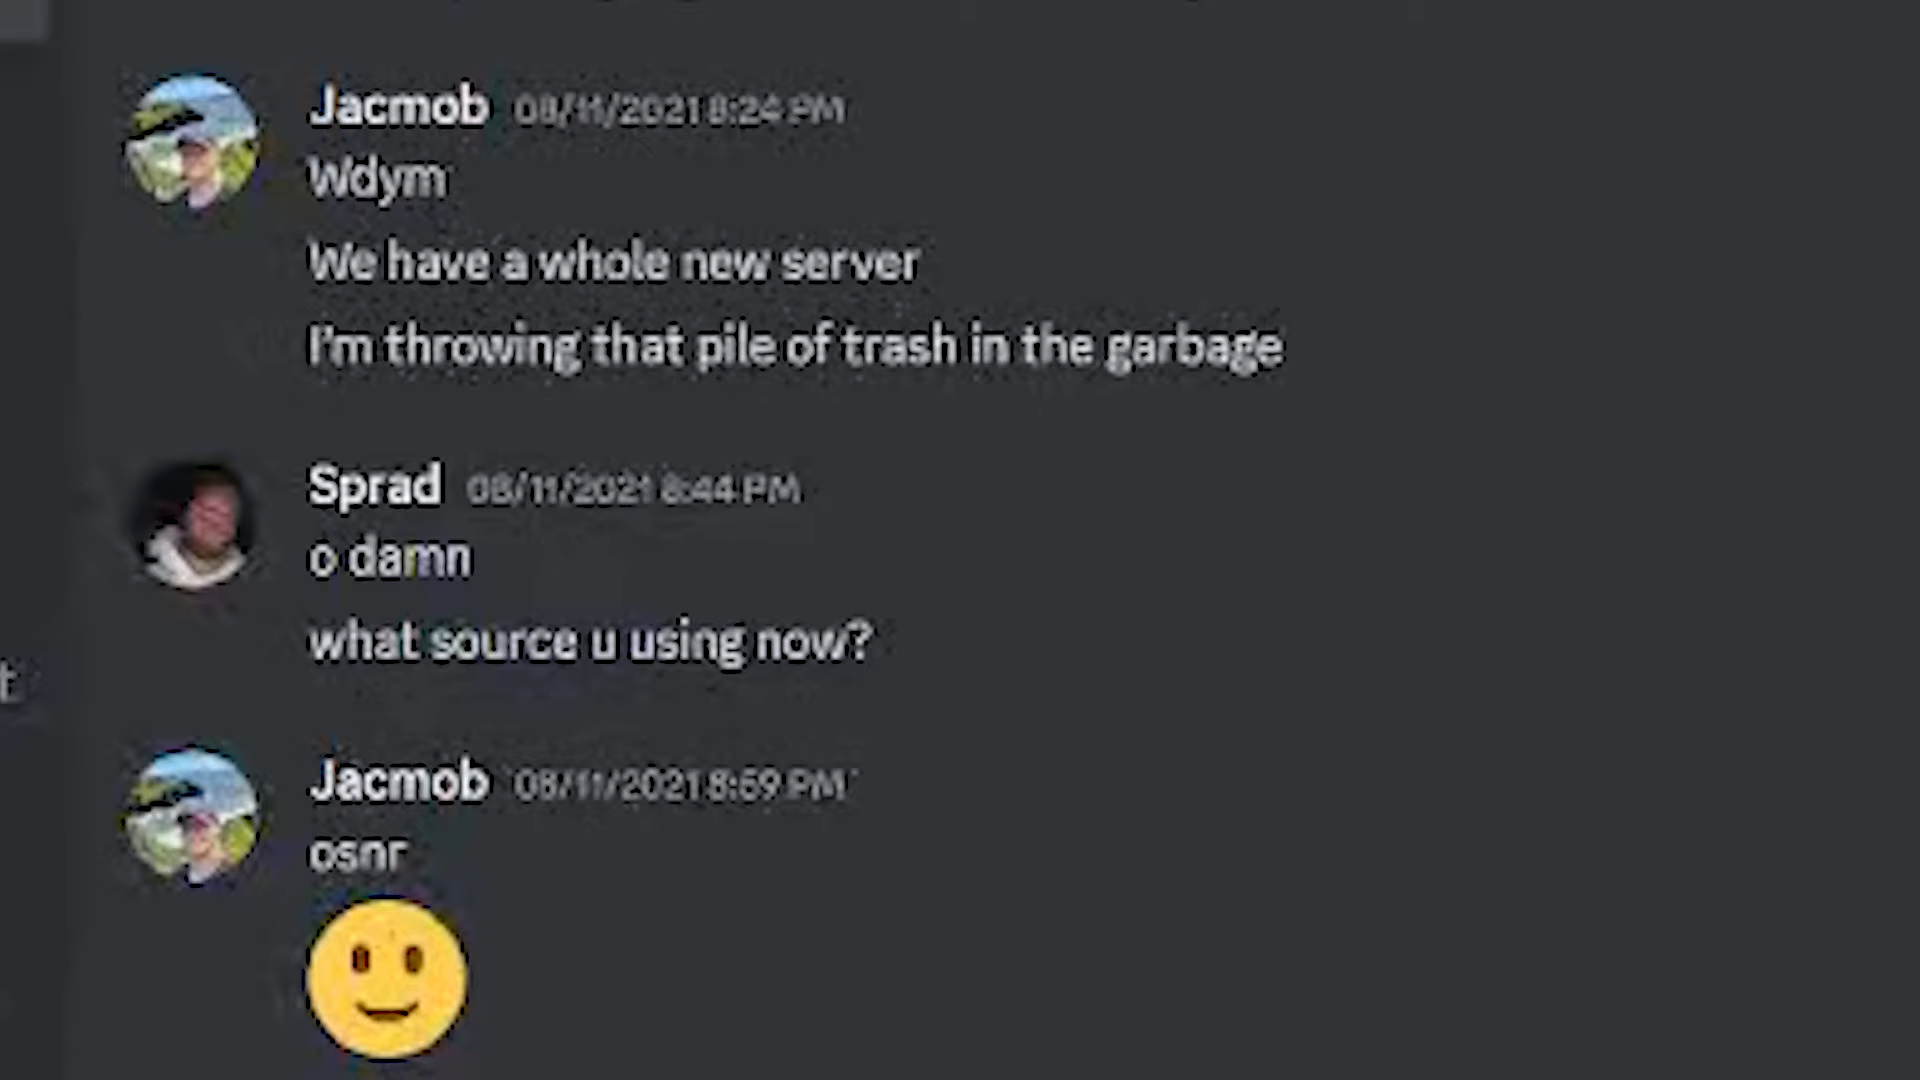 Jacmob 08/11/2021 8:24 PM
Wdym
We have a whole new server
I'm throwing that pile of trash in the garbage
Sprad 08/11/2021 8:44 PM
o damn
what source u using now?
t
Jacmob 08/11/2021 8:59 PM
osnr